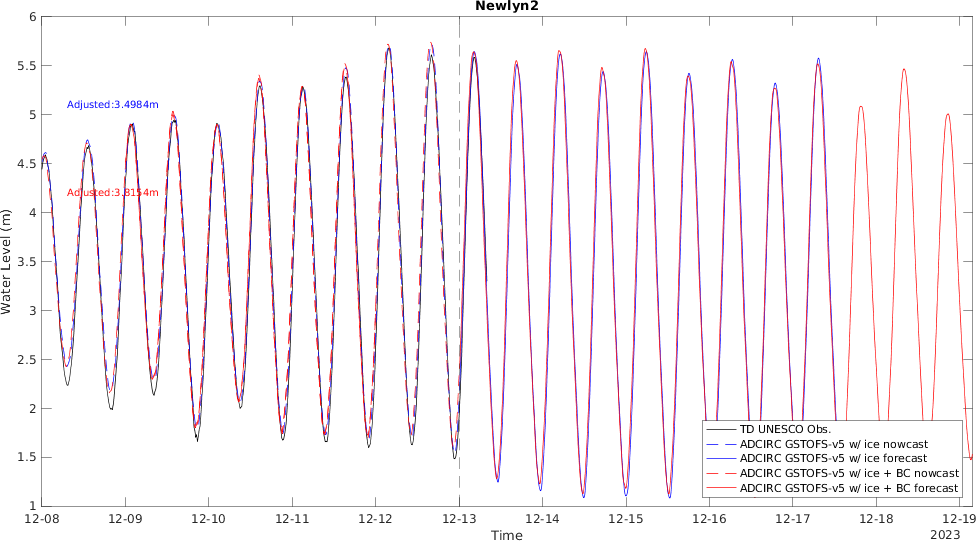 Newlyn2
6
5.5
5
4.5
4
3.5
3
2.5
2
1.5
1
Water Level (m)
Adjusted:3.4984m
Adjusted:3.8154m
TD UNESCO Obs.
ADCIRC GSTOFS-v5 w/ ice nowcast
ADCIRC GSTOFS-v5 w/ ice forecast
ADCIRC GSTOFS-v5 w/ ice + BC nowcast
ADCIRC GSTOFS-v5 w/ ice + BC forecast
12-08 12-09 12-10 12-11 12-12 12-13 12-14 12-15 12-16 12-17 12-18 12-19
Time
2023